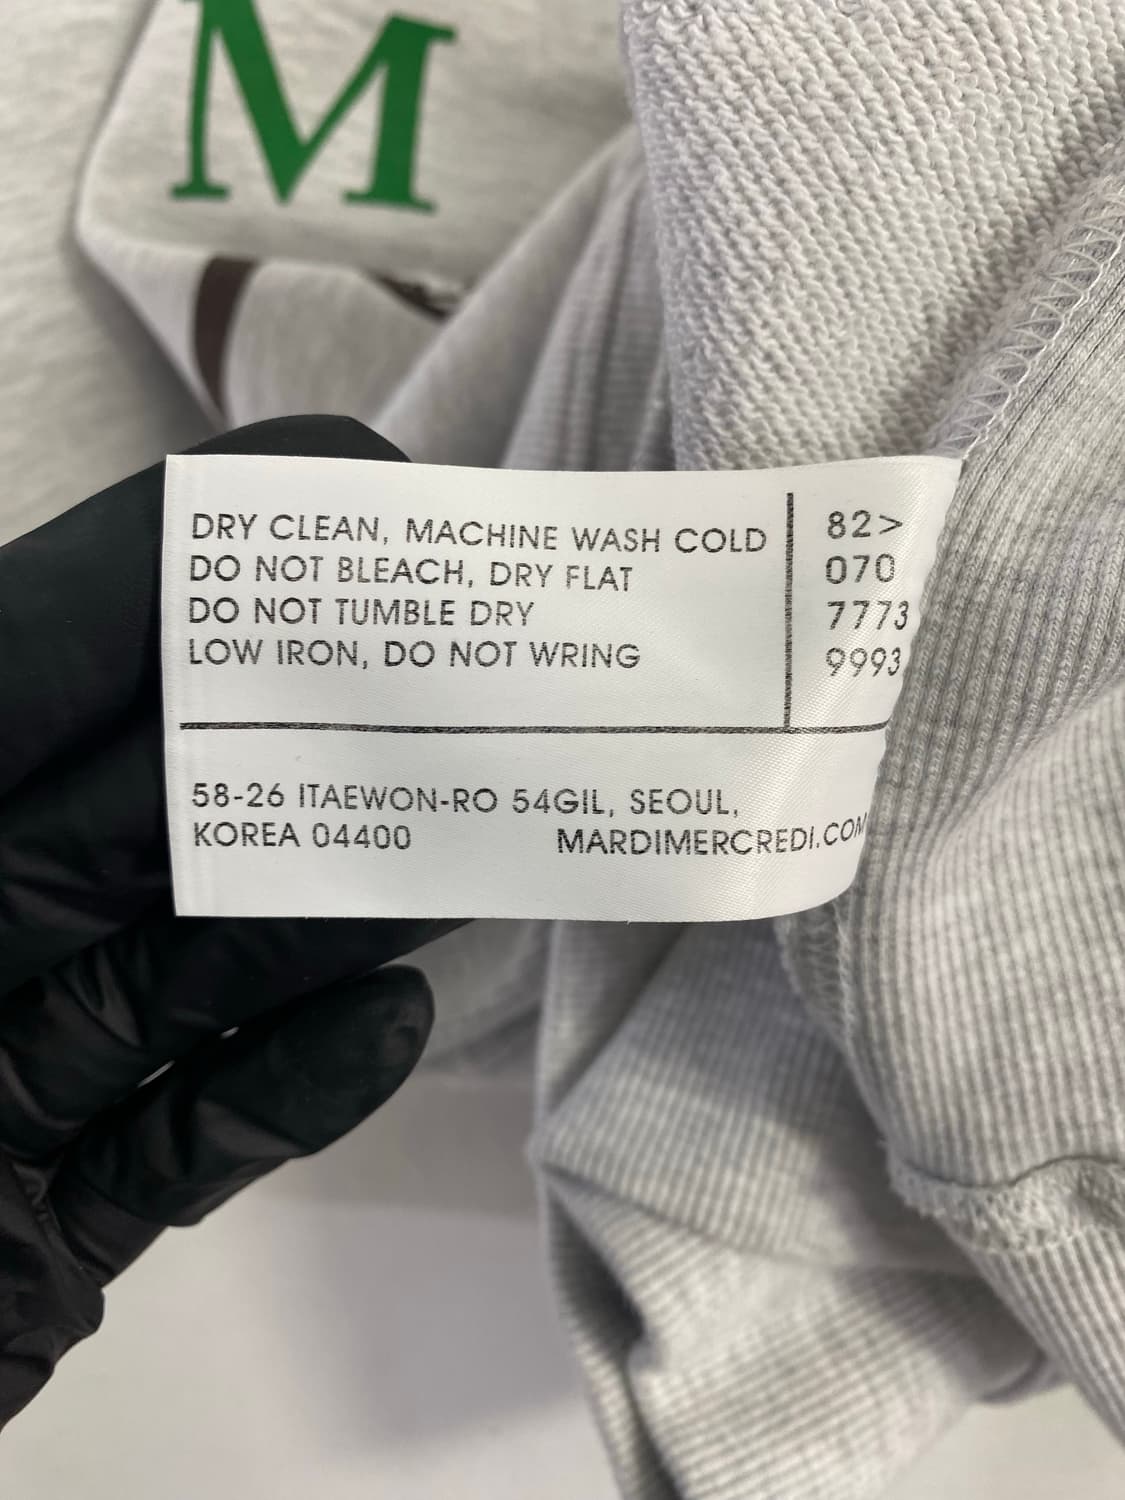 M
DRY CLEAN, MACHINE WASH COLD
DO NOT BLEACH, DRY FLAT
DO NOT TUMBLE DRY
LOW IRON, DO NOT WRING
82>
070
7773
9993
58-26 ITAEWON-RO 54GIL, SEOUL,
KOREA 04400 MARDIMERCREDI.COM